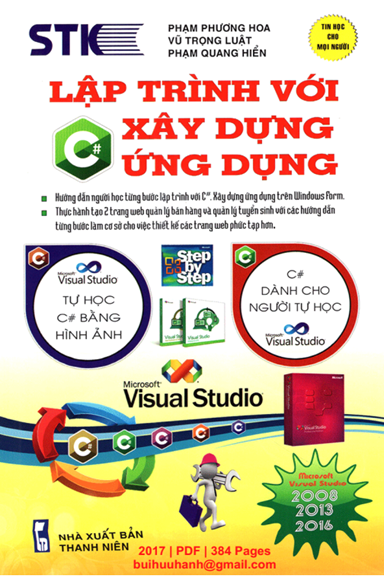 STK
PHẠM PHƯƠNG HOA
VŨ TRỌNG LUẬT
PHẠM QUANG HIỂN
TIN HỌC
CHO
MỌI NGƯỜI
LẬP TRÌNH VỚI
C#
XÂY DỰNG
ỨNG DỤNG
Hướng dẫn người học từng bước lập trình với C#. Xây dựng ứng dụng trên Windows Form.
Thực hành tạo 2 trang web quản lý bán hàng và quản lý tuyển sinh với các hướng dẫn
từng bước làm cơ sở cho việc thiết kế các trang web phức tạp hơn.
Microsoft
Visual Studio
TỰ HỌC
C# BẰNG
HÌNH ẢNH
Step by
Step
C#
DÀNH CHO
NGƯỜI TỰ HỌC
Visual Studio
Microsoft
Visual Studio
Microsoft
Visual Studio
2008
2013
2016
NHÀ XUẤT BẢN
THANH NIÊN
2017 | PDF | 384 Pages
buihuuhanh@gmail.com